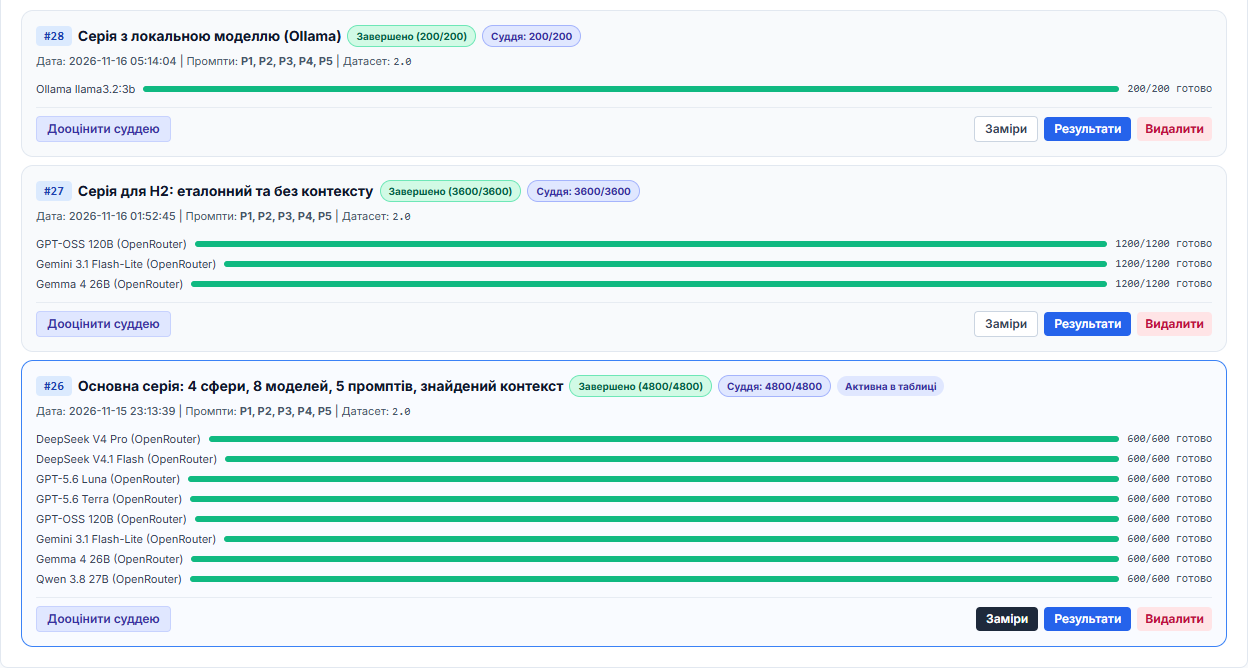 #28 Серія з локальною моделлю (Ollama) Завершено (200/200) Суддя: 200/200
Дата: 2026-11-16 05:14:04 | Промпти: P1, P2, P3, P4, P5 | Датасет: 2.0
Ollama llama3.2:3b 200/200 готово
Дооцінити суддею Заміри Результати Видалити
#27 Серія для H2: еталонний та без контексту Завершено (3600/3600) Суддя: 3600/3600
Дата: 2026-11-16 01:52:45 | Промпти: P1, P2, P3, P4, P5 | Датасет: 2.0
GPT-OSS 120B (OpenRouter) 1200/1200 готово
Gemini 3.1 Flash-Lite (OpenRouter) 1200/1200 готово
Gemma 4 26B (OpenRouter) 1200/1200 готово
Дооцінити суддею Заміри Результати Видалити
#26 Основна серія: 4 сфери, 8 моделей, 5 промптів, знайдений контекст Завершено (4800/4800) Суддя: 4800/4800 Активна в таблиці
Дата: 2026-11-15 23:13:39 | Промпти: P1, P2, P3, P4, P5 | Датасет: 2.0
DeepSeek V4 Pro (OpenRouter) 600/600 готово
DeepSeek V4.1 Flash (OpenRouter) 600/600 готово
GPT-5.6 Luna (OpenRouter) 600/600 готово
GPT-5.6 Terra (OpenRouter) 600/600 готово
GPT-OSS 120B (OpenRouter) 600/600 готово
Gemini 3.1 Flash-Lite (OpenRouter) 600/600 готово
Gemma 4 26B (OpenRouter) 600/600 готово
Qwen 3.8 27B (OpenRouter) 600/600 готово
Дооцінити суддею Заміри Результати Видалити